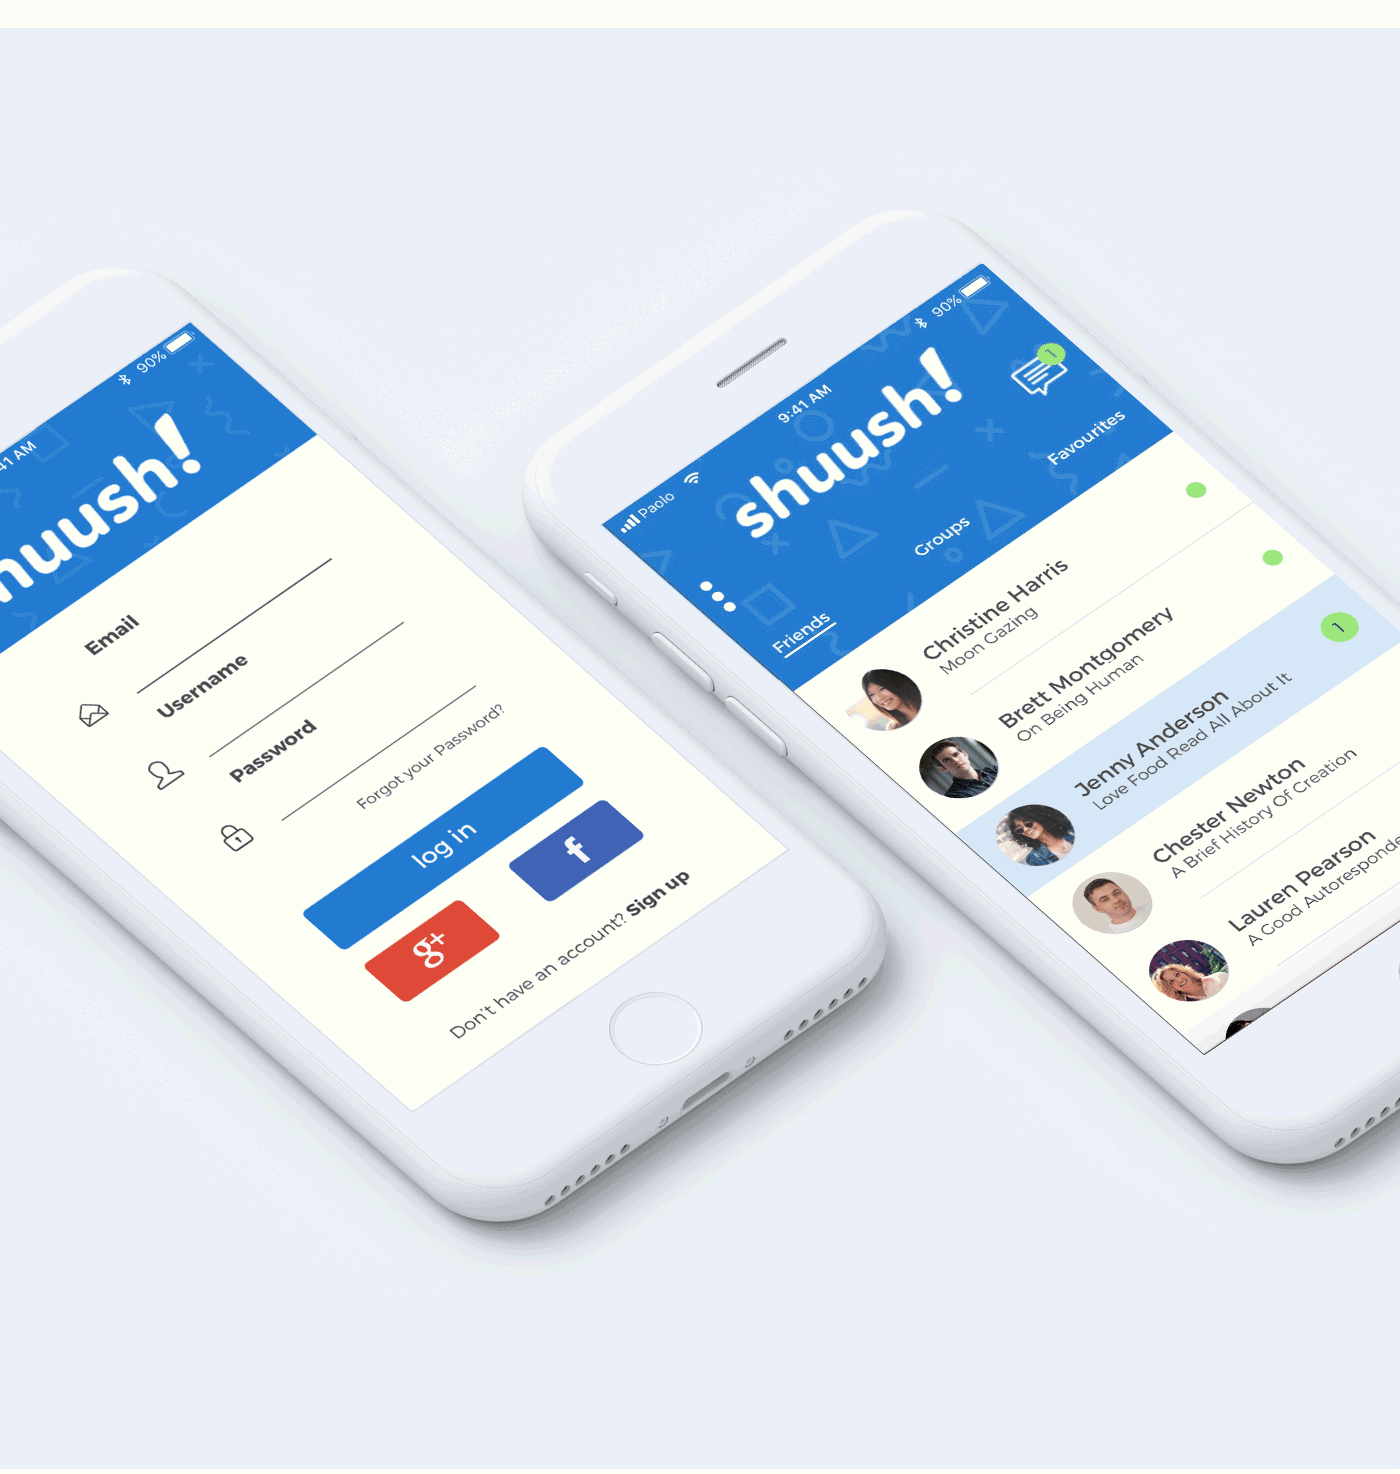 41 AM
90%
huush!
Email
Username
Password
Forgot your Password?
log in
g+
f
Don't have an account? Sign up
Paolo
9:41 AM
90%
shuush!
1
Friends
Groups
Favourites
Christine Harris
Moon Gazing
Brett Montgomery
On Being Human
Jenny Anderson
Love Food Read All About It
1
Chester Newton
A Brief History Of Creation
Lauren Pearson
A Good Autoresponde